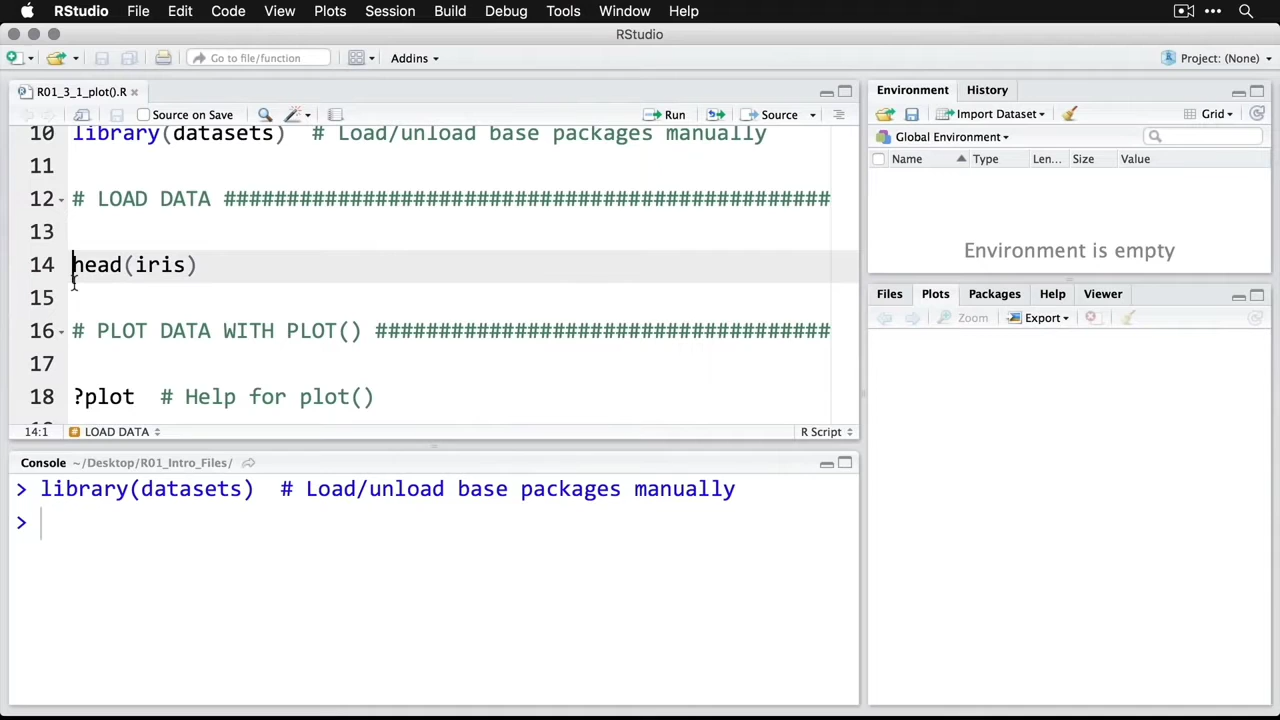 RStudio File Edit Code View Plots Session Build Debug Tools Window Help
RStudio
Go to file/function Addins Project: (None)
R01_3_1_plot().R
Source on Save Run Source
10 library(datasets)  # Load/unload base packages manually
11
12 # LOAD DATA ################################################
13
14 head(iris)
15
16 # PLOT DATA WITH PLOT() ####################################
17
18 ?plot  # Help for plot()
14:1 # LOAD DATA R Script
Console ~/Desktop/R01_Intro_Files/
> library(datasets)  # Load/unload base packages manually
>
Environment History
Import Dataset Grid
Global Environment
Name Type Len... Size Value
Environment is empty
Files Plots Packages Help Viewer
Zoom Export